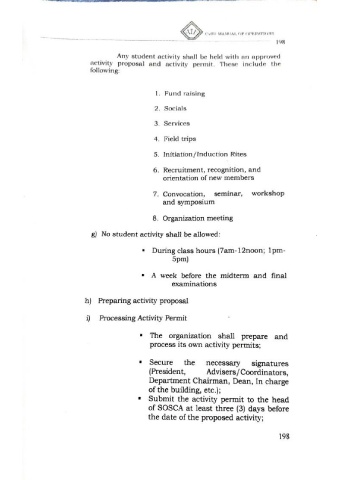 CvSU MANUAL OF OPERATIONS
198
Any student activity shall be held with an approved
activity proposal and activity permit. These include the
following:
1. Fund raising
2. Socials
3. Services
4. Field trips
5. Initiation/Induction Rites
6. Recruitment, recognition, and
orientation of new members
7. Convocation, seminar, workshop
and symposium
8. Organization meeting
g) No student activity shall be allowed:
▪ During class hours (7am-12noon; 1pm-
5pm)
▪ A week before the midterm and final
examinations
h) Preparing activity proposal
i) Processing Activity Permit
▪ The organization shall prepare and
process its own activity permits;
▪ Secure the necessary signatures
(President, Advisers/Coordinators,
Department Chairman, Dean, In charge
of the building, etc.);
▪ Submit the activity permit to the head
of SOSCA at least three (3) days before
the date of the proposed activity;
198